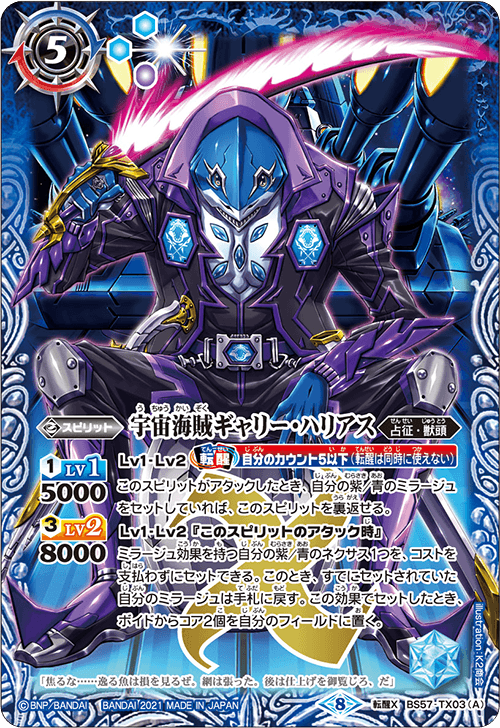 5
宇宙海賊ギャリー・ハリアス
スピリット
占征・獣頭
1 LV1
5000
3 LV2
8000
Lv1・Lv2 転醒 自分のカウント5以下(転醒は同時に使えない)
このスピリットがアタックしたとき、自分の紫/青のミラージュ
をセットしていれば、このスピリットを裏返せる。
Lv1・Lv2『このスピリットのアタック時』
ミラージュ効果を持つ自分の紫/青のネクサス1つを、コストを
支払わずにセットできる。このとき、すでにセットされていた
自分のミラージュは手札に戻す。この効果でセットしたとき、
ボイドからコア2個を自分のフィールドに置く。
「焦るな……逸る魚は損を見るぜ。網は張った。後は仕上げを御覧じろ、だ」
Illustration:K2商会
©BNP/BANDAI BANDAI 2021 MADE IN JAPAN
8
転醒X BS57-TX03(A)